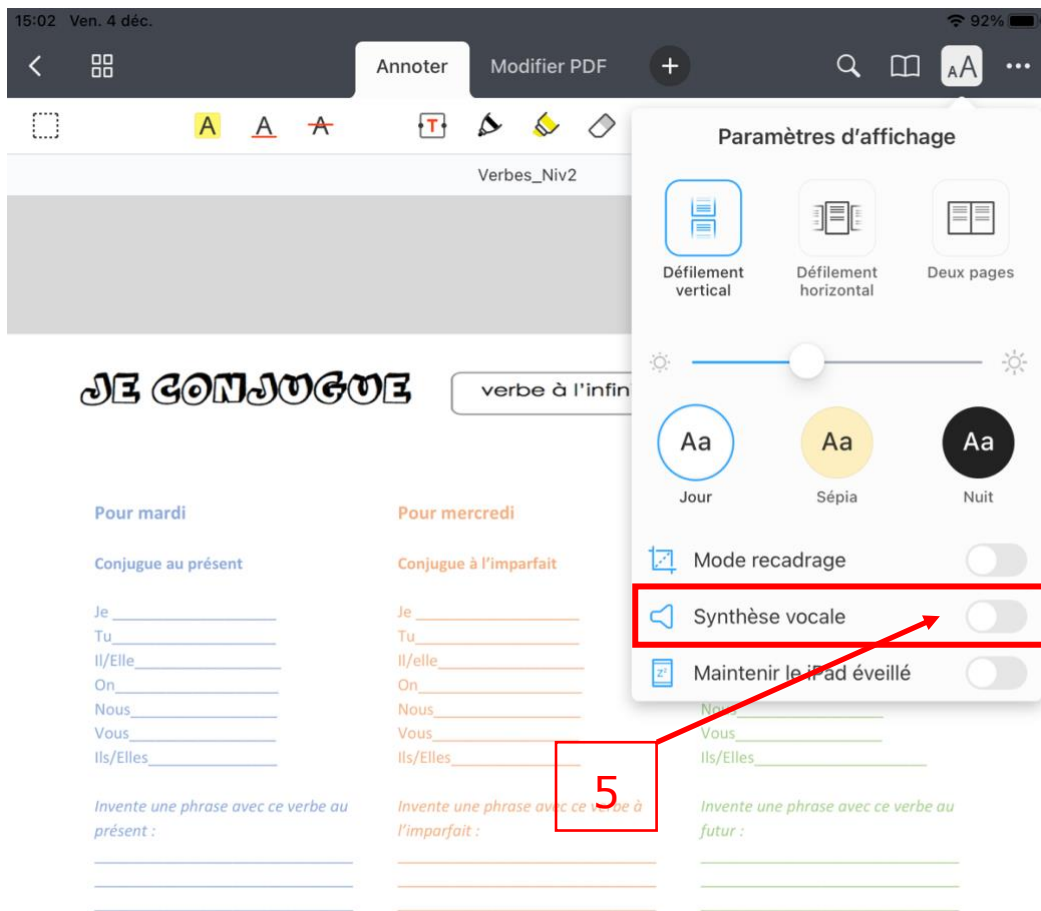 15:02 Ven. 4 déc.
92%
Annoter Modifier PDF
AA
A A A T
Verbes_Niv2
Paramètres d'affichage
Défilement vertical
Défilement horizontal
Deux pages
Aa Aa Aa
Jour Sépia Nuit
Mode recadrage
Synthèse vocale
Maintenir le iPad éveillé
JE CONJUGUE
verbe à l'infin
Pour mardi
Conjugue au présent
Je
Tu
Il/Elle
On
Nous
Vous
Ils/Elles
Invente une phrase avec ce verbe au
présent :
Pour mercredi
Conjugue à l'imparfait
Je
Tu
Il/elle
On
Nous
Vous
Ils/Elles
Invente une phrase avec ce verbe à
l'imparfait :
Nous
Vous
Ils/Elles
Invente une phrase avec ce verbe au
futur :
5